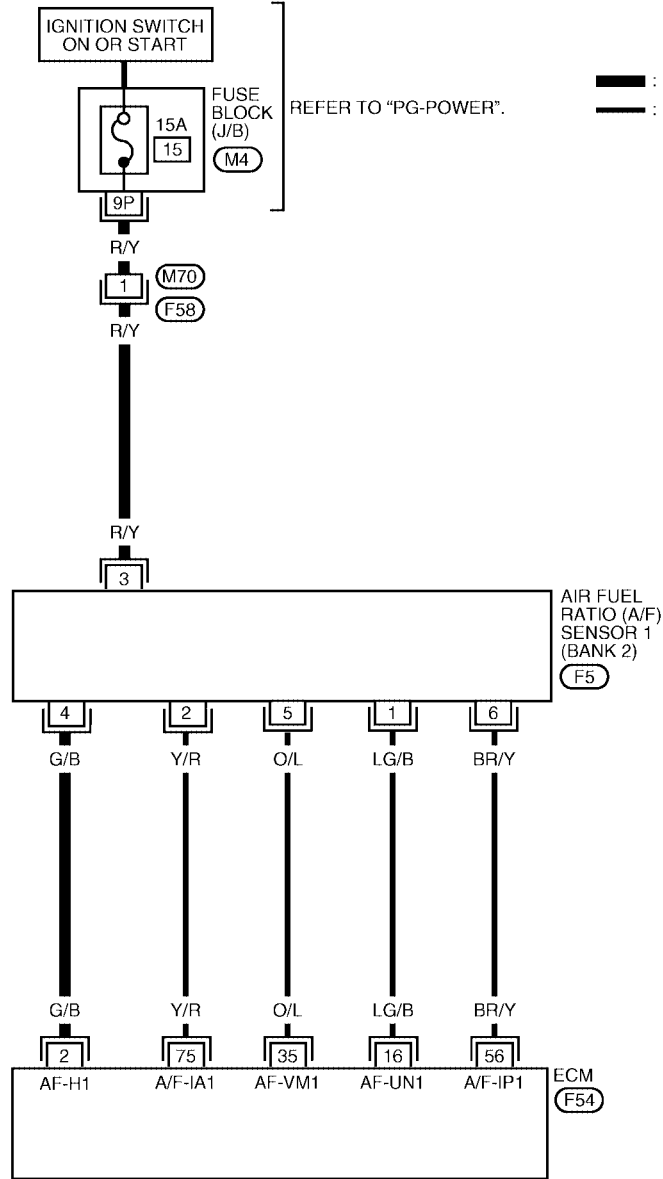 IGNITION SWITCH
ON OR START
FUSE
BLOCK
(J/B)
REFER TO “PG-POWER”.
15A
15
M4
9P
R/Y
1
M70
F58
R/Y
R/Y
3
AIR FUEL
RATIO (A/F)
SENSOR 1
(BANK 2)
F5
4 2 5 1 6
G/B Y/R O/L LG/B BR/Y
G/B Y/R O/L LG/B BR/Y
2 75 35 16 56
AF-H1 A/F-IA1 AF-VM1 AF-UN1 A/F-IP1
ECM
F54
:
: